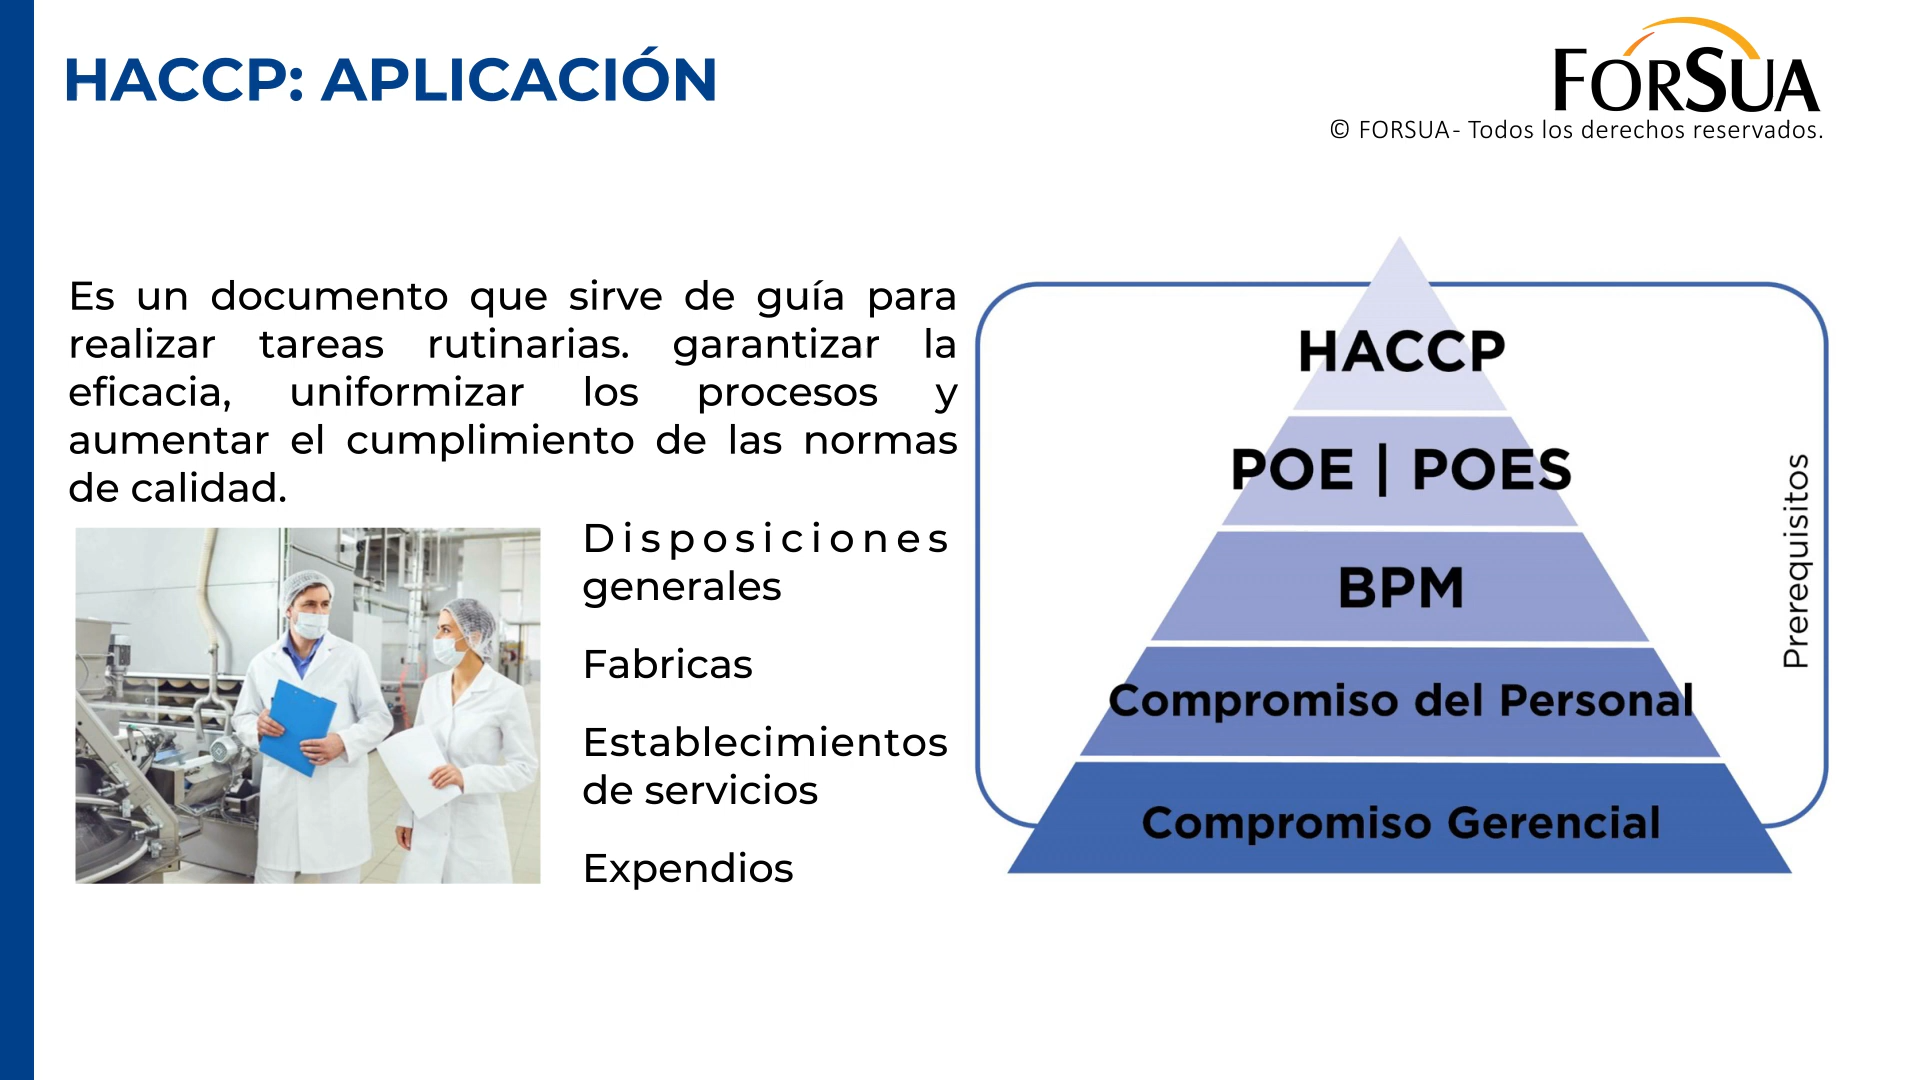 HACCP: APLICACIÓN
FORSUA
© FORSUA- Todos los derechos reservados.
Es un documento que sirve de guía para
realizar tareas rutinarias. garantizar la
eficacia, uniformizar los procesos y
aumentar el cumplimiento de las normas
de calidad.
Disposiciones
generales
Fabricas
Establecimientos
de servicios
Expendios
HACCP
POE | POES
BPM
Compromiso del Personal
Compromiso Gerencial
Prerequisitos